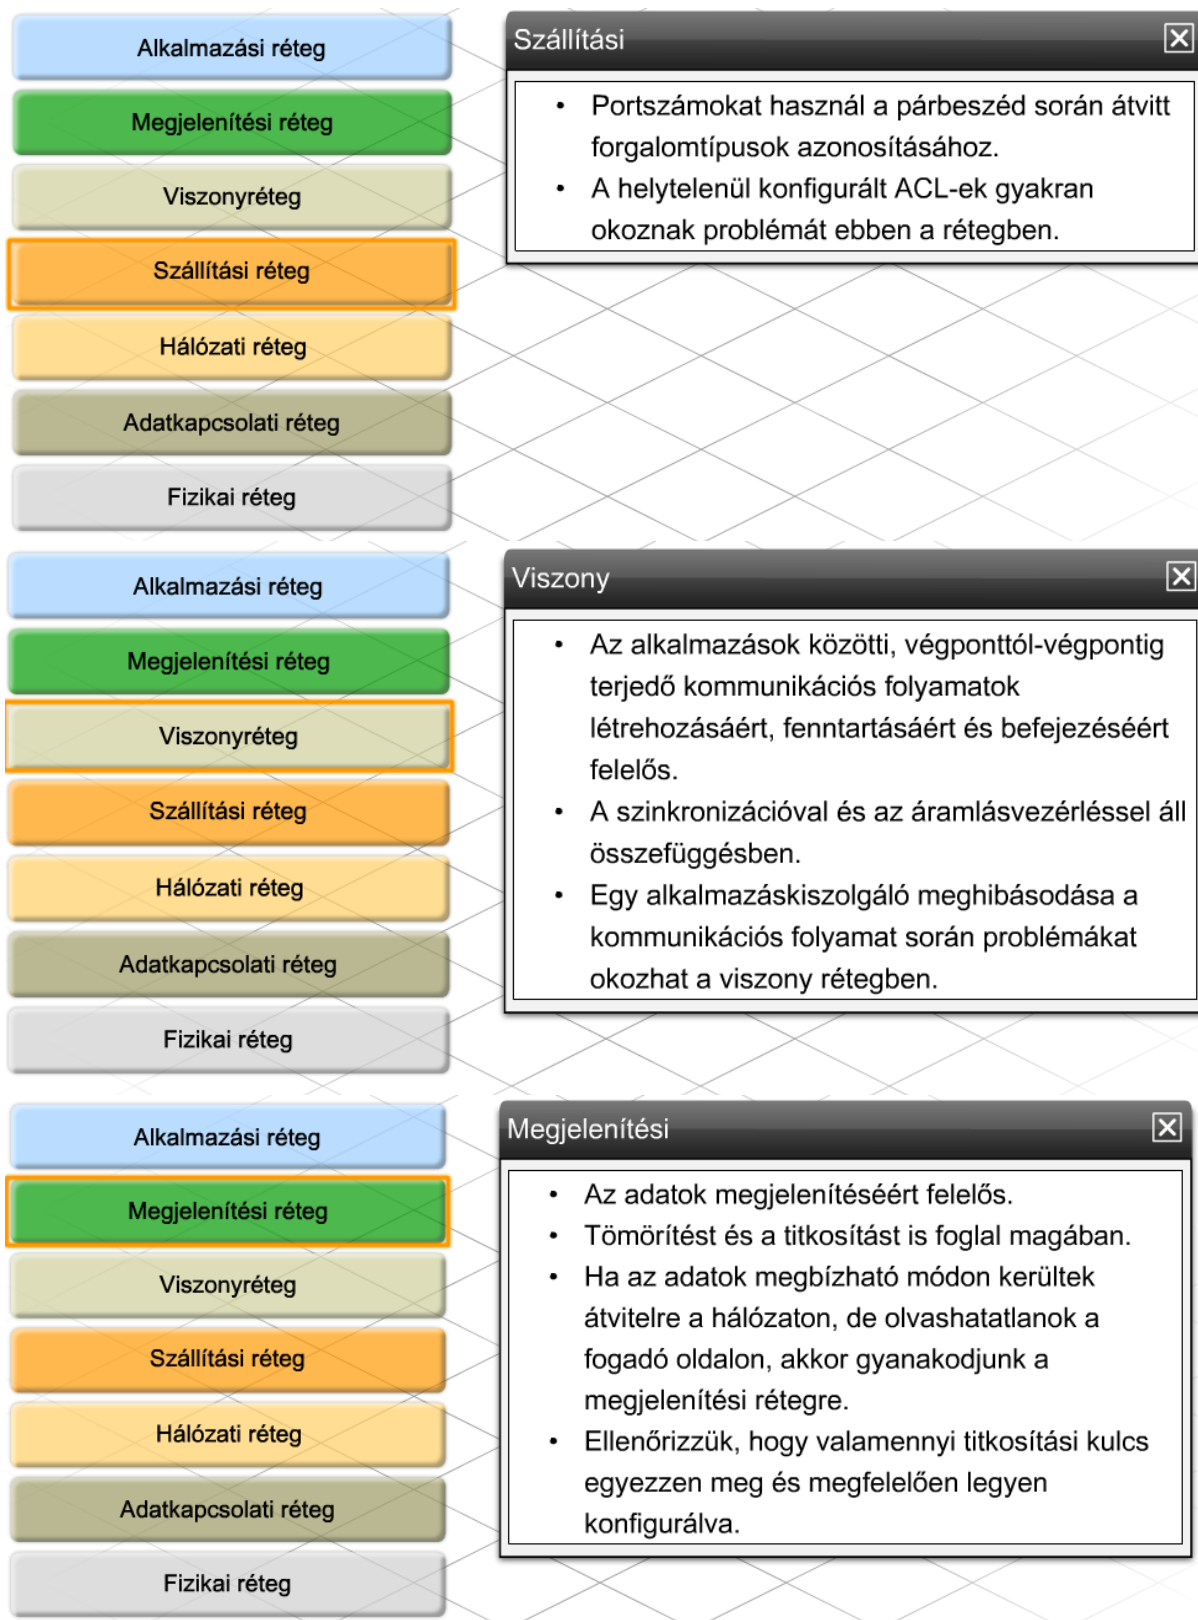 Alkalmazási réteg
Megjelenítési réteg
Viszonyréteg
Szállítási réteg
Hálózati réteg
Adatkapcsolati réteg
Fizikai réteg
Szállítási
• Portszámokat használ a párbeszéd során átvitt
forgalomtípusok azonosításához.
• A helytelenül konfigurált ACL-ek gyakran
okoznak problémát ebben a rétegben.
Alkalmazási réteg
Megjelenítési réteg
Viszonyréteg
Szállítási réteg
Hálózati réteg
Adatkapcsolati réteg
Fizikai réteg
Viszony
• Az alkalmazások közötti, végponttól-végpontig
terjedő kommunikációs folyamatok
létrehozásáért, fenntartásáért és befejezéséért
felelős.
• A szinkronizációval és az áramlásvezérléssel áll
összefüggésben.
• Egy alkalmazáskiszolgáló meghibásodása a
kommunikációs folyamat során problémákat
okozhat a viszony rétegben.
Alkalmazási réteg
Megjelenítési réteg
Viszonyréteg
Szállítási réteg
Hálózati réteg
Adatkapcsolati réteg
Fizikai réteg
Megjelenítési
• Az adatok megjelenítéséért felelős.
• Tömörítést és a titkosítást is foglal magában.
• Ha az adatok megbízható módon kerültek
átvitelre a hálózaton, de olvashatatlanok a
fogadó oldalon, akkor gyanakodjunk a
megjelenítési rétegre.
• Ellenőrizzük, hogy valamennyi titkosítási kulcs
egyezzen meg és megfelelően legyen
konfigurálva.